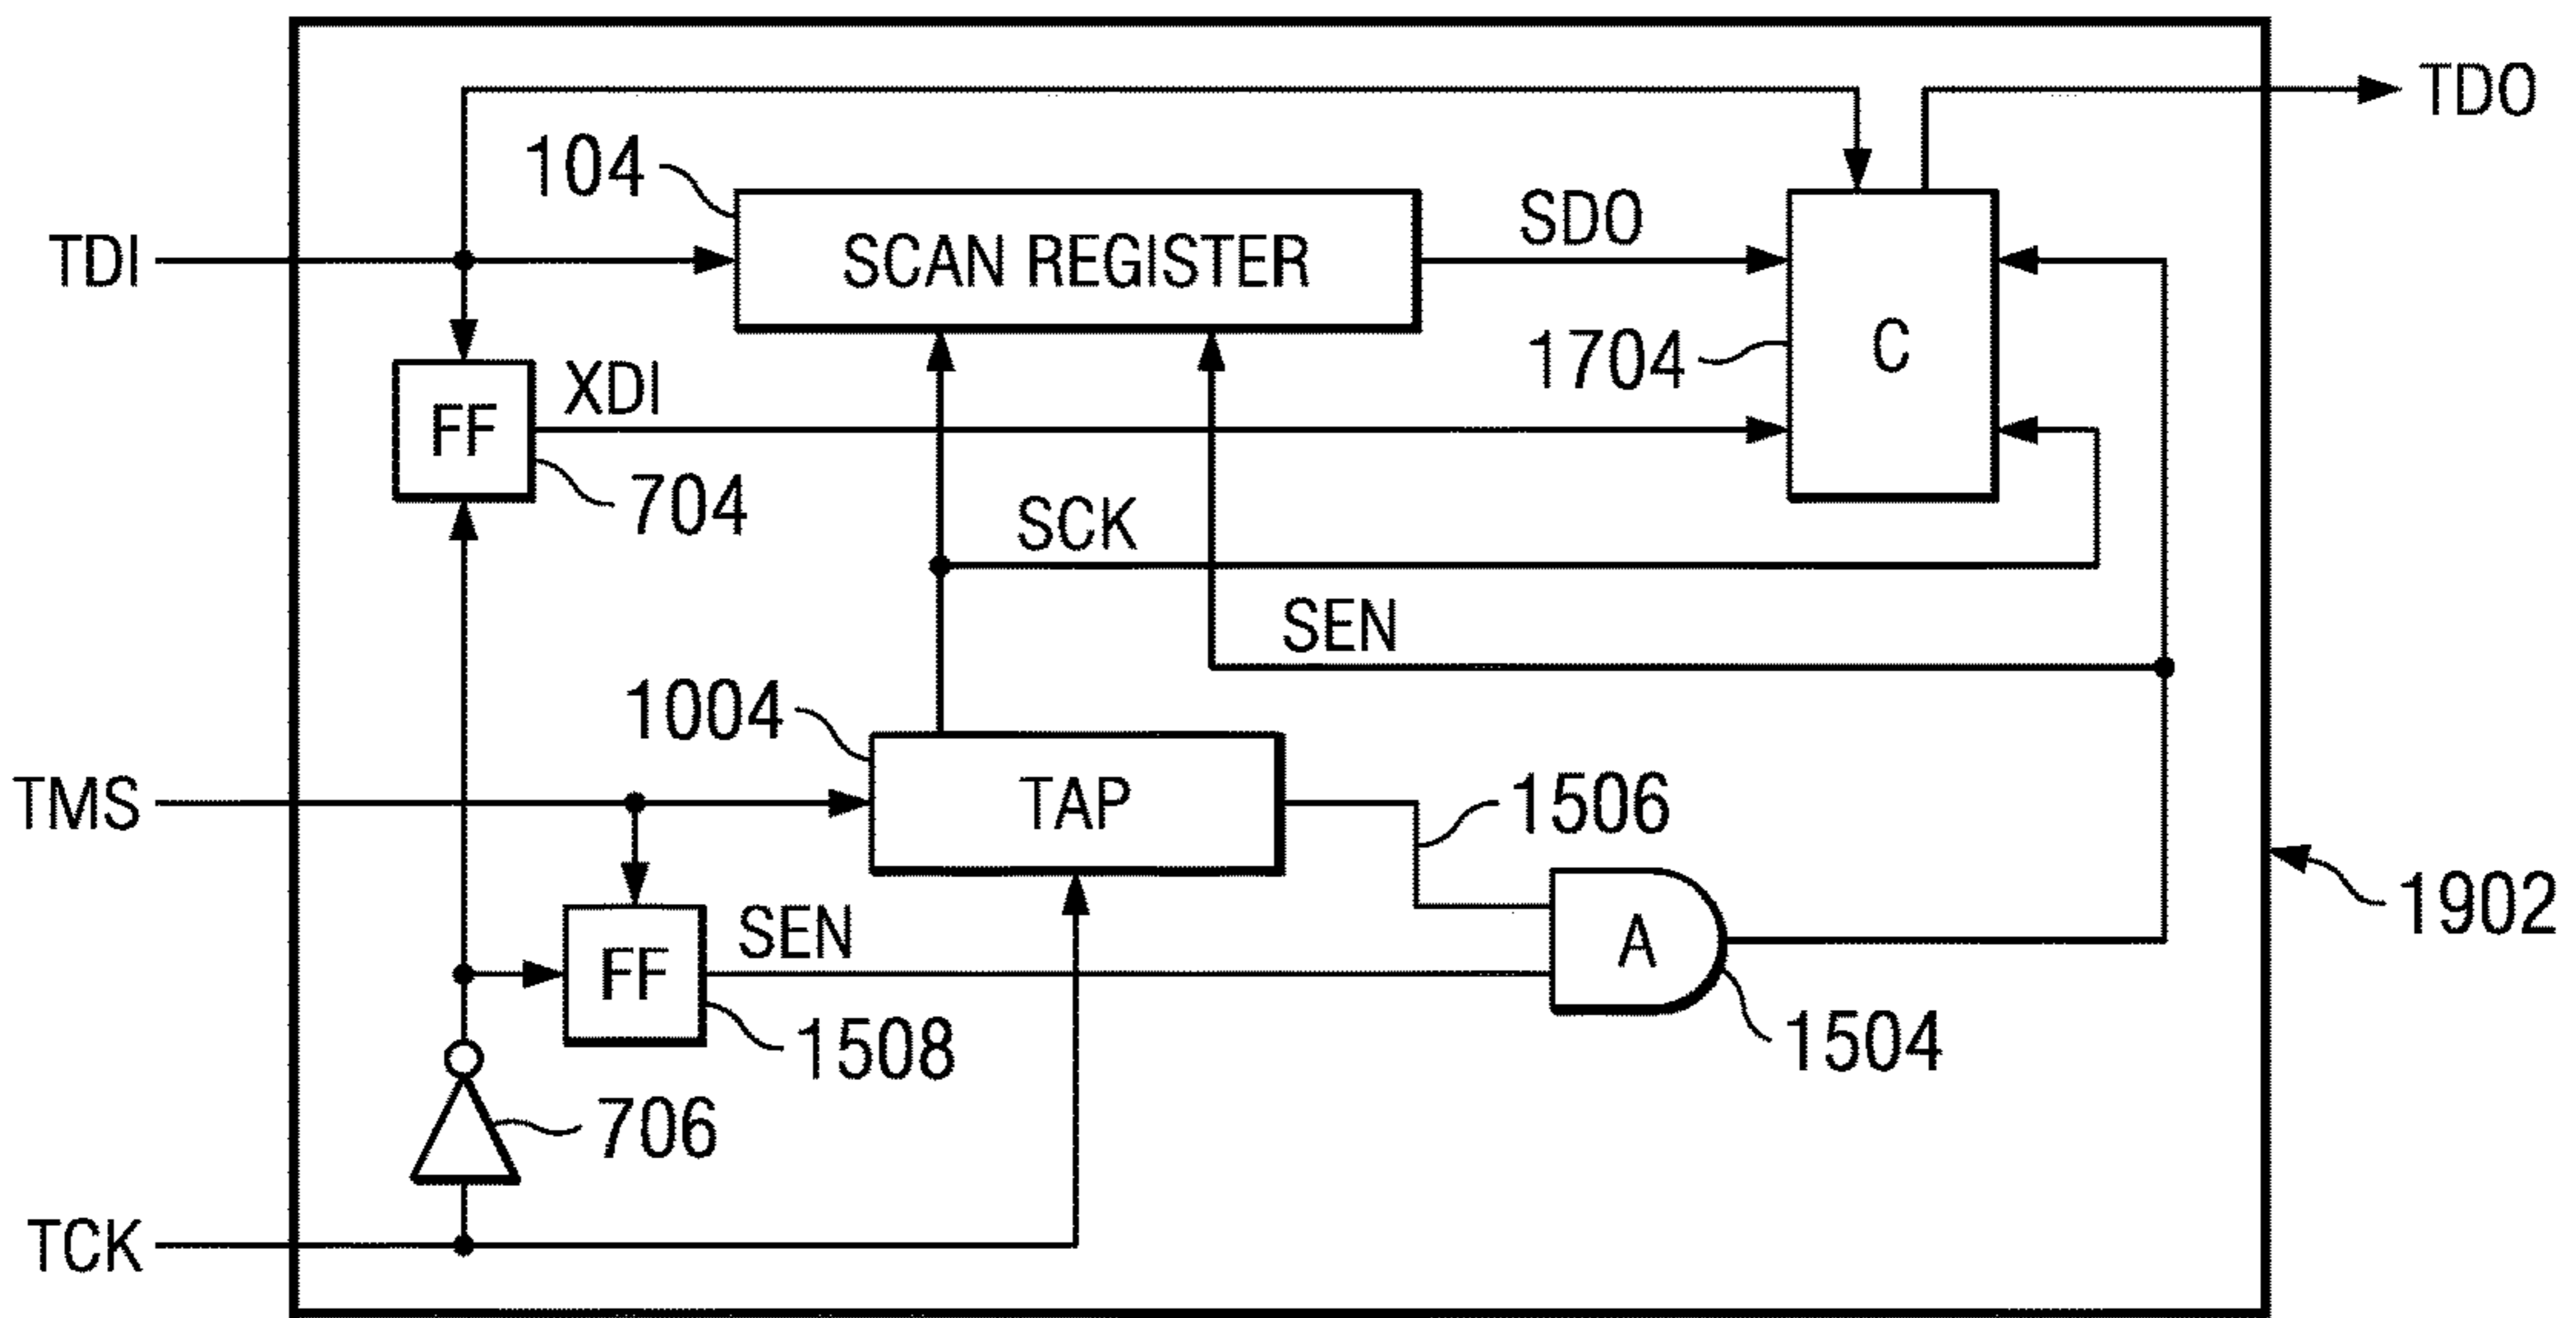 TDO
104
TDI
SCAN REGISTER
SDO
1704
C
FF
XDI
704
SCK
SEN
1004
TMS
TAP
1506
1902
FF
SEN
A
1508
1504
706
TCK